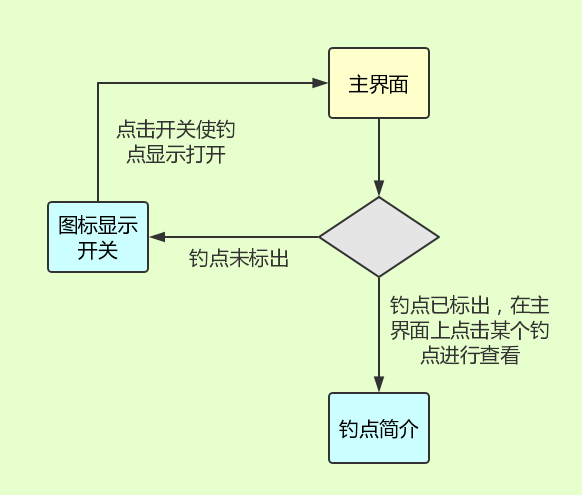 主界面
点击开关使钓
点显示打开
图标显示
开关
钓点未标出
钓点已标出，在主
界面上点击某个钓
点进行查看
钓点简介